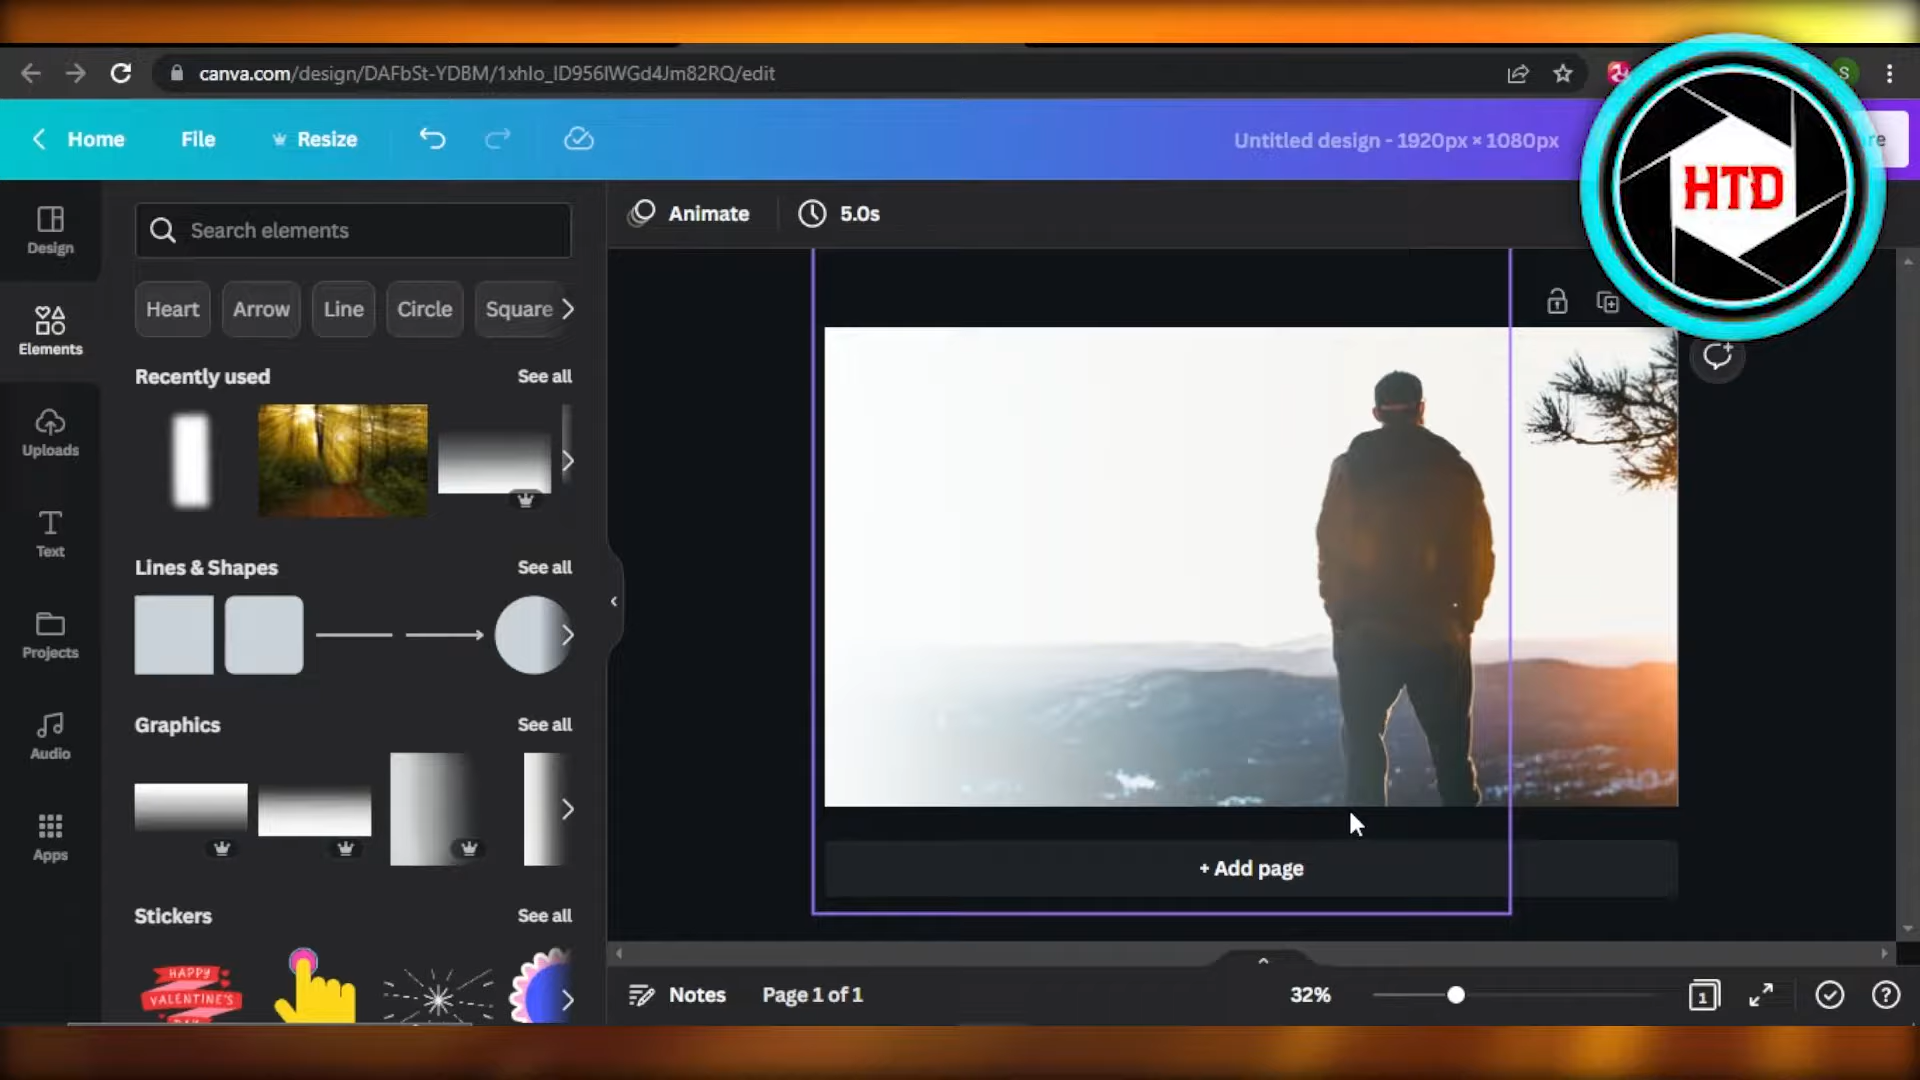 canva.com/design/DAFbSt-YDBM/1xhlo_ID956IWGd4Jm82RQ/edit
S
Home
File
Resize
Untitled design - 1920px × 1080px
re
HTD
Design
Elements
Uploads
Text
Projects
Audio
Apps
Search elements
Heart
Arrow
Line
Circle
Square
Recently used
See all
Lines & Shapes
See all
Graphics
See all
Stickers
See all
HAPPY
VALENTINE'S
Animate
5.0s
+ Add page
Notes
Page 1 of 1
32%
1